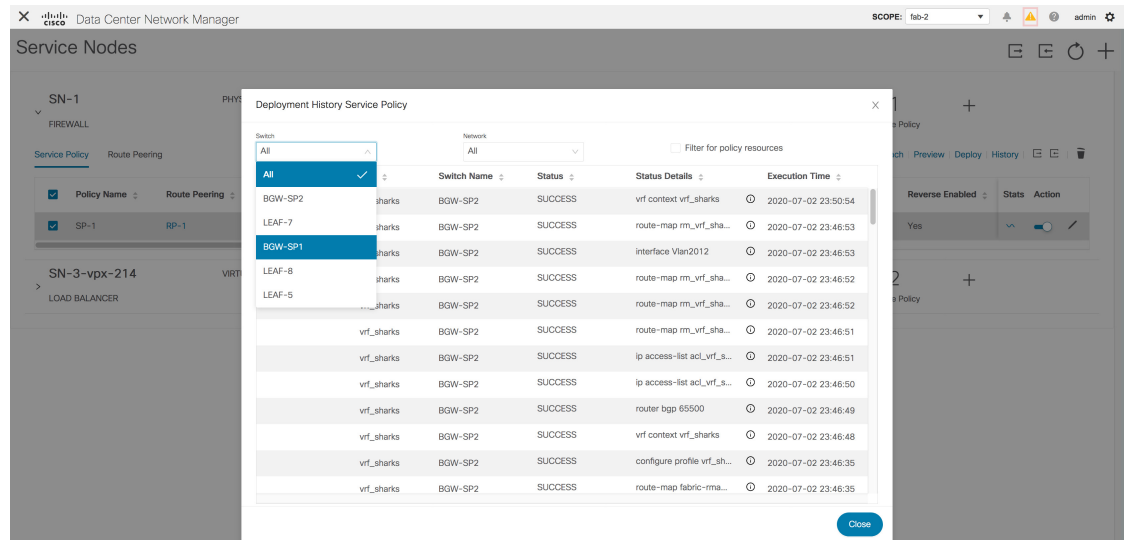 CISCO Data Center Network Manager SCOPE: fab-2 admin
Service Nodes
SN-1
FIREWALL
Service Policy Route Peering Preview Deploy History
Policy Name Route Peering Reverse Enabled Stats Action
SP-1 RP-1 Yes
SN-3-vpx-214
LOAD BALANCER
Policy
Policy
Deployment History Service Policy
Switch Network
All All Filter for policy resources
All
BGW-SP2
LEAF-7
BGW-SP1
LEAF-8
LEAF-5
Switch Name Status Status Details Execution Time
sharks BGW-SP2 SUCCESS vrf context vrf_sharks 2020-07-02 23:50:54
sharks BGW-SP2 SUCCESS route-map rm_vrf_sha... 2020-07-02 23:46:53
sharks BGW-SP2 SUCCESS interface Vlan2012 2020-07-02 23:46:53
sharks BGW-SP2 SUCCESS route-map rm_vrf_sha... 2020-07-02 23:46:52
vrf_sharks BGW-SP2 SUCCESS route-map rm_vrf_sha... 2020-07-02 23:46:52
vrf_sharks BGW-SP2 SUCCESS route-map rm_vrf_sha... 2020-07-02 23:46:51
vrf_sharks BGW-SP2 SUCCESS ip access-list acl_vrf_s... 2020-07-02 23:46:51
vrf_sharks BGW-SP2 SUCCESS ip access-list acl_vrf_s... 2020-07-02 23:46:50
vrf_sharks BGW-SP2 SUCCESS router bgp 65500 2020-07-02 23:46:49
vrf_sharks BGW-SP2 SUCCESS vrf context vrf_sharks 2020-07-02 23:46:48
vrf_sharks BGW-SP2 SUCCESS configure profile vrf_sh... 2020-07-02 23:46:35
vrf_sharks BGW-SP2 SUCCESS route-map fabric-rma... 2020-07-02 23:46:35
Close